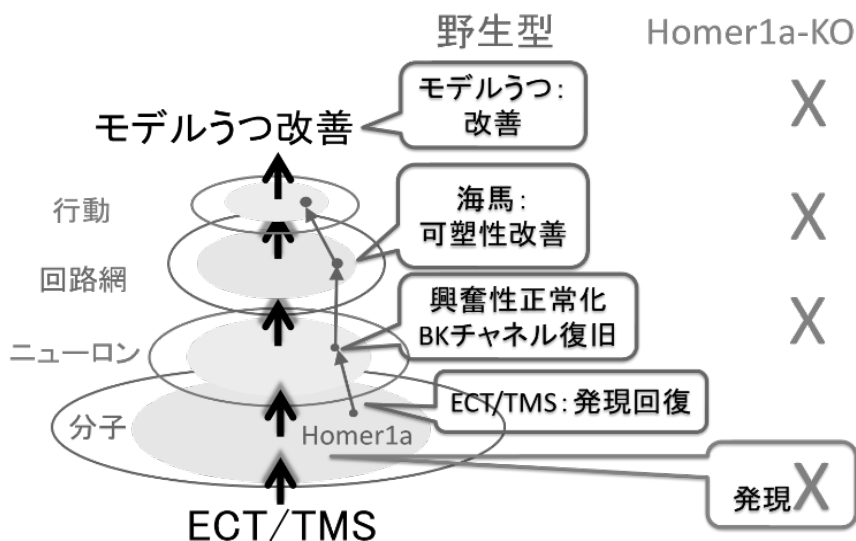 野生型
Homer1a-KO
モデルうつ：
改善
X
モデルうつ改善
行動
海馬：
可塑性改善
X
回路網
興奮性正常化
BKチャネル復旧
X
ニューロン
ECT/TMS：発現回復
分子
Homer1a
発現X
ECT/TMS